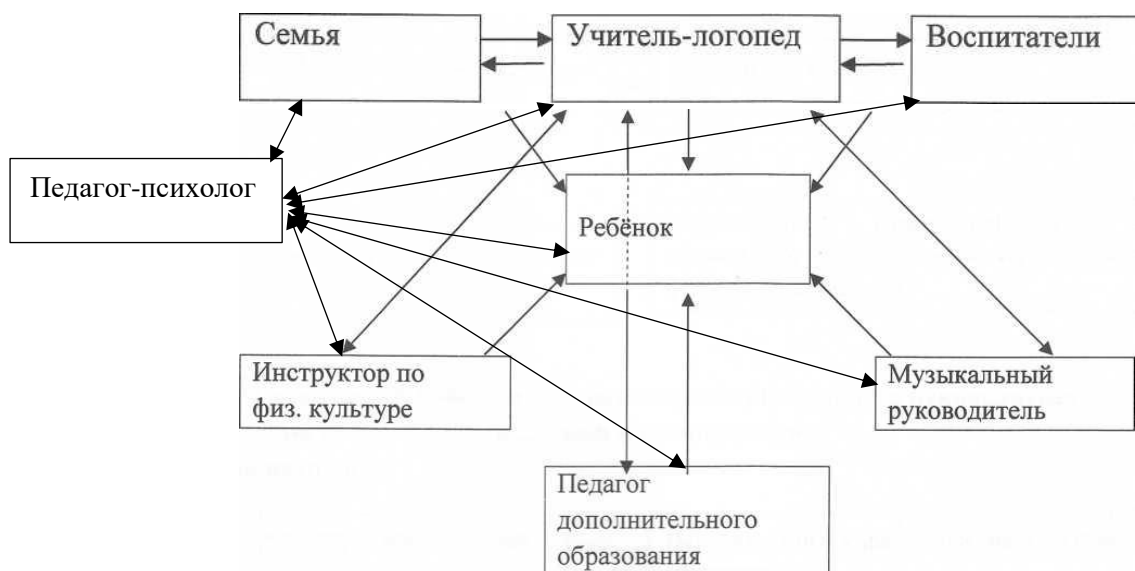 Семья
Учитель-логопед
Воспитатели
Педагог-психолог
Ребёнок
Инструктор по
физ. культуре
Музыкальный
руководитель
Педагог
дополнительного
образования